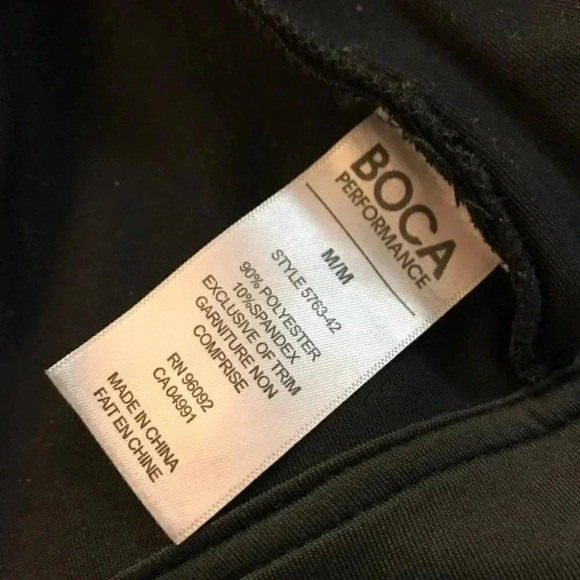 BOCA
PERFORMANCE
M/M
STYLE 5763-42
90% POLYESTER
10%SPANDEX
EXCLUSIVE OF TRIM
GARNITURE NON
COMPRISE
RN 96092
CA 04991
MADE IN CHINA
FAIT EN CHINE